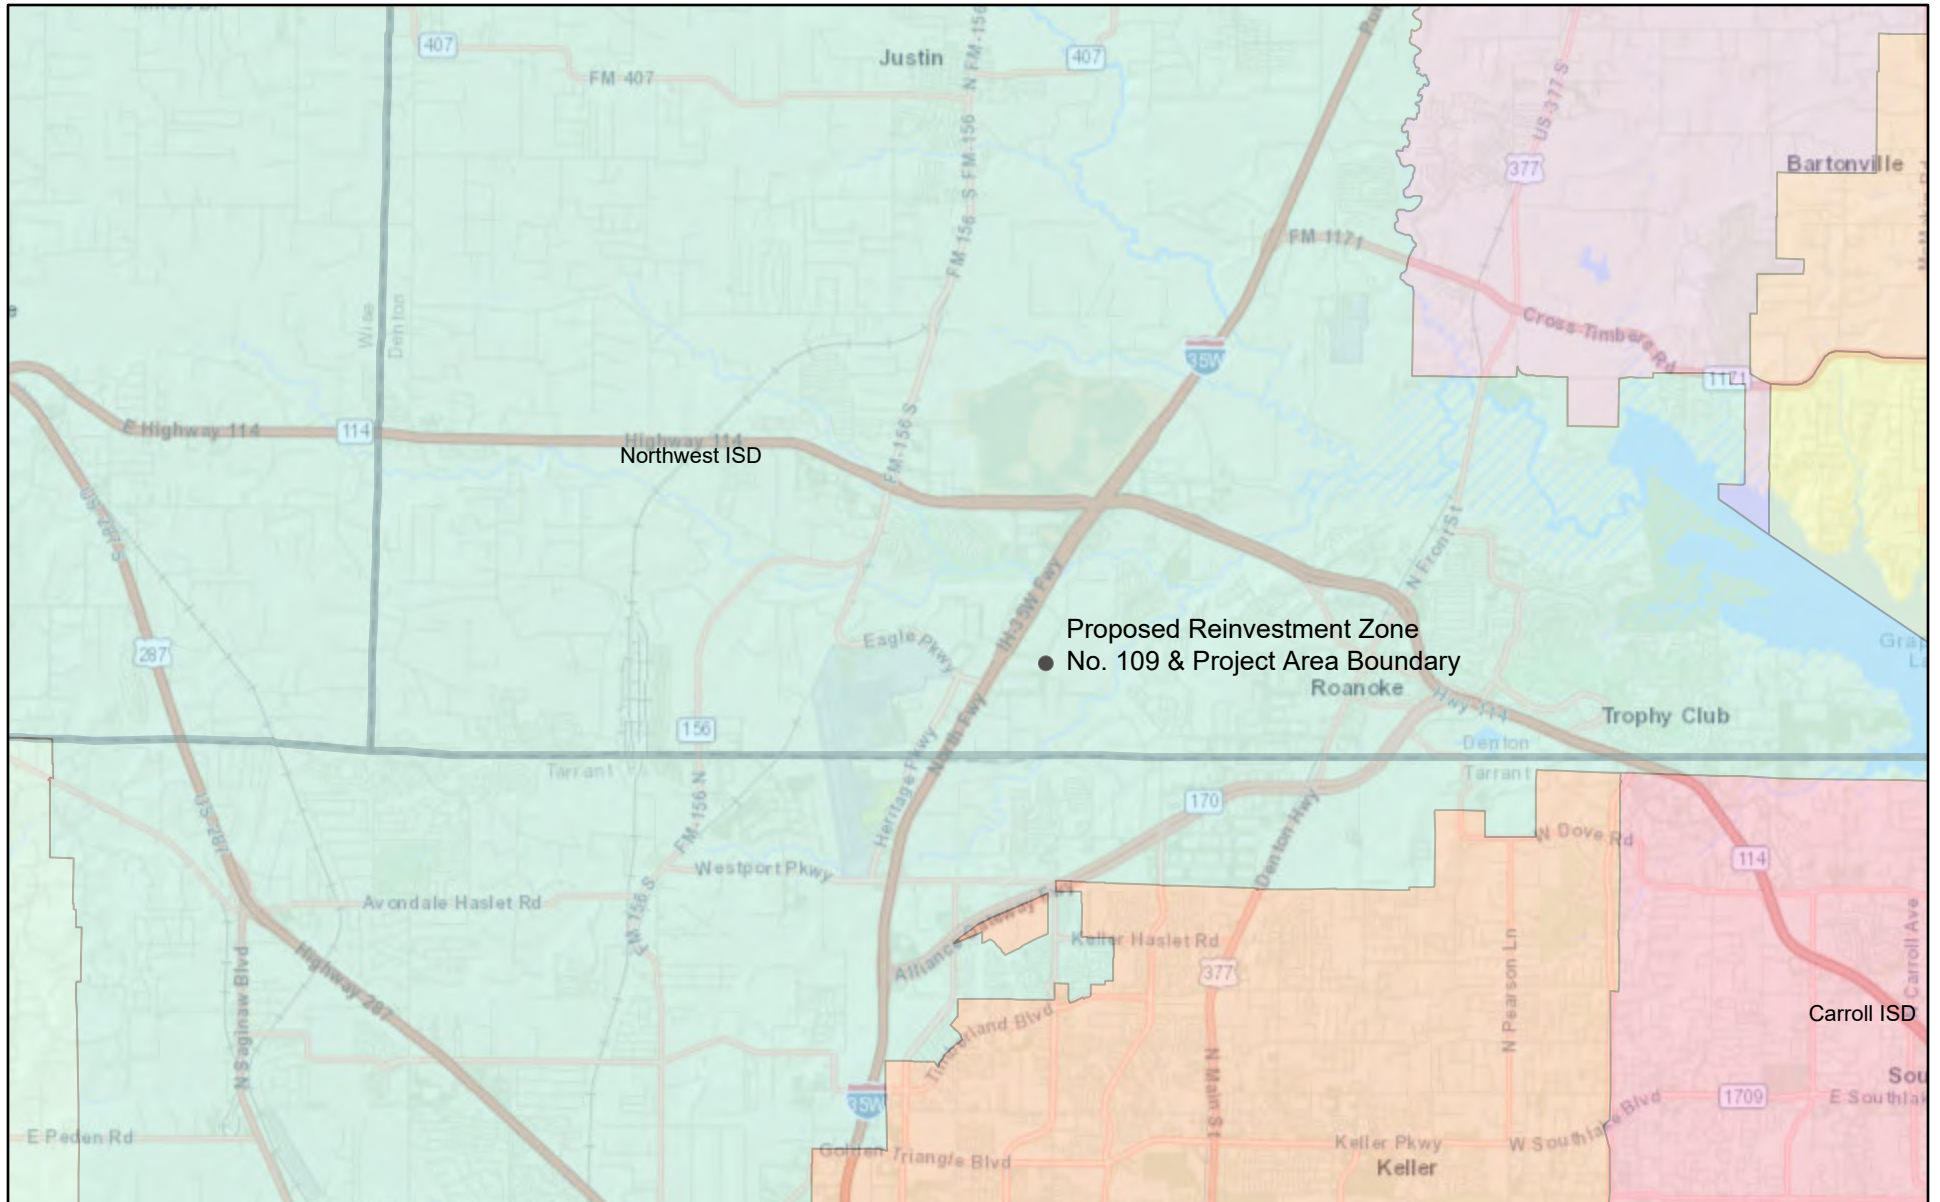 407
FM 407
Justin
N FM-156
407
US 377 S
377
Bartonville
S FM-156
FM 156
FM 1171
Wise
Denton
35W
Cross Timbers Rd
1171
E Highway 114
114
Highway 114
Northwest ISD
FM-156 S
US 287 S
N Front St
IH-35W Fwy
287
Eagle Pkwy
Proposed Reinvestment Zone
No. 109 & Project Area Boundary
Roanoke
Hwy 114
Trophy Club
156
North Fwy
Denton
Tarrant
Tarrant
Heritage Pkwy
FM-156 N
170
US-287
Denton Hwy
W Dove Rd
114
Westport Pkwy
Avondale Haslet Rd
FM 156 S
Alliance Gateway Fwy
Keller Haslet Rd
377
N Pearson Ln
Carroll Ave
N Saginaw Blvd
Highway 287
Carroll ISD
Timberland Blvd
N Main St
Sou
1709
E Southlak
35W
E Peden Rd
Golden Triangle Blvd
Keller Pkwy
W Southlake Blvd
Keller